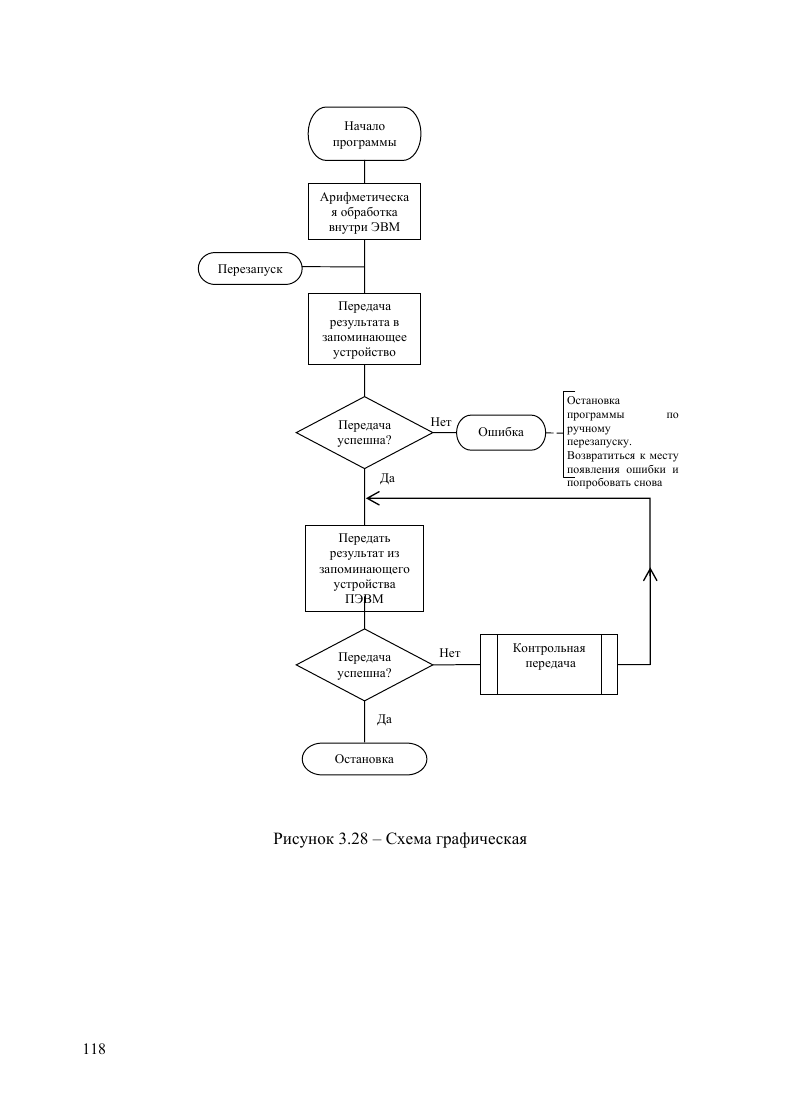 Начало
программы
Арифметическа
я обработка
внутри ЭВМ
Перезапуск
Передача
результата в
запоминающее
устройство
Передача
успешна?
Нет
Ошибка
Остановка
программы по
ручному
перезапуску.
Возвратиться к месту
появления ошибки и
попробовать снова
Да
Передать
результат из
запоминающего
устройства
ПЭВМ
Передача
успешна?
Нет
Контрольная
передача
Да
Остановка
Рисунок 3.28 – Схема графическая
118